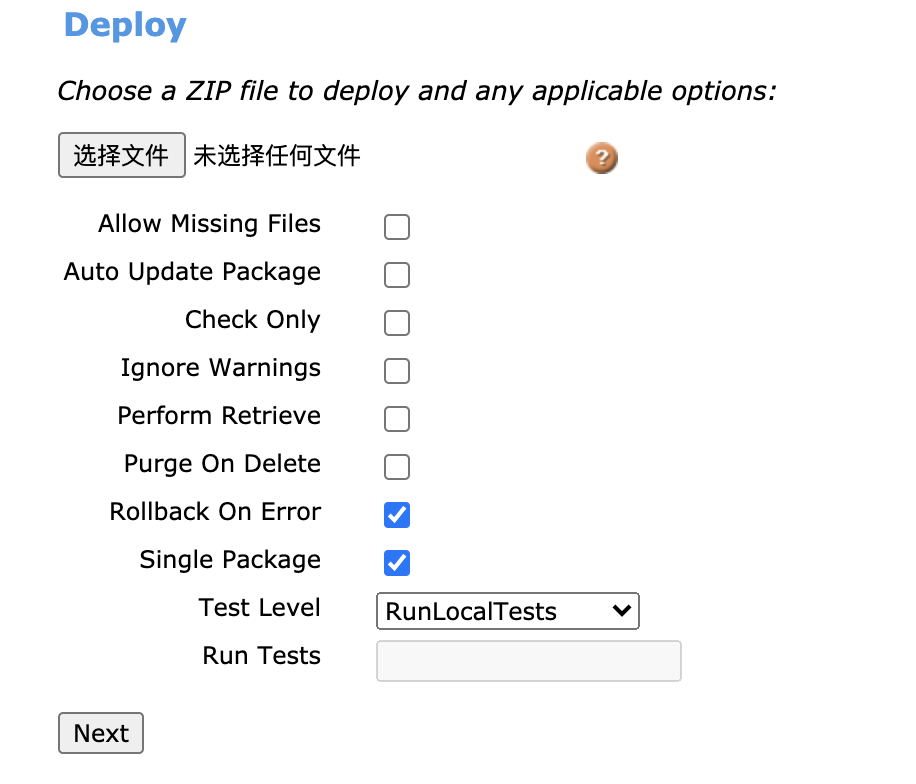 Deploy
Choose a ZIP file to deploy and any applicable options:
选择文件 未选择任何文件 ?
Allow Missing Files
Auto Update Package
Check Only
Ignore Warnings
Perform Retrieve
Purge On Delete
Rollback On Error
Single Package
Test Level RunLocalTests
Run Tests
Next